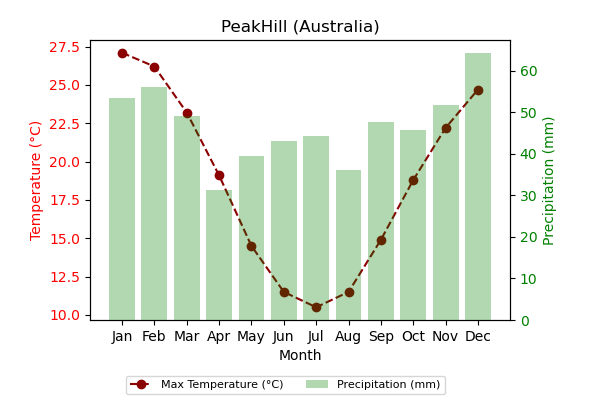 PeakHill (Australia)
27.5
25.0
22.5
20.0
17.5
15.0
12.5
10.0
Temperature (°C)
60
50
40
30
20
10
0
Precipitation (mm)
Jan Feb Mar Apr May Jun Jul Aug Sep Oct Nov Dec
Month
Max Temperature (°C) Precipitation (mm)